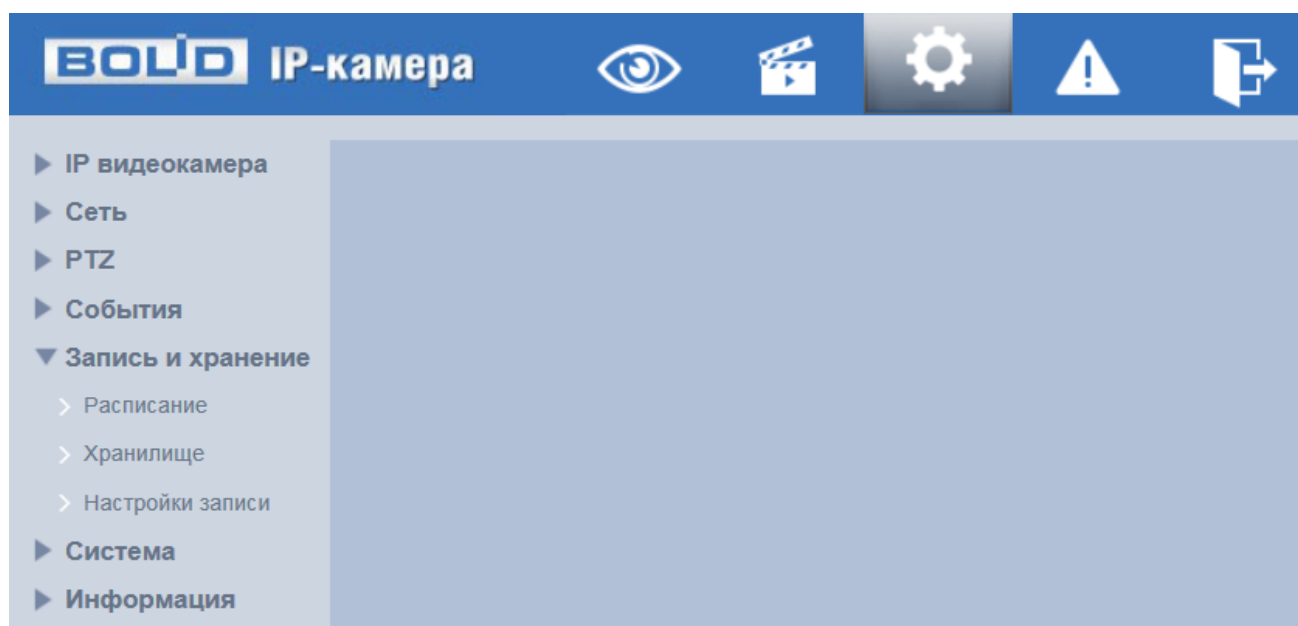 BOLID IP-камера
IP видеокамера
Сеть
PTZ
События
Запись и хранение
Расписание
Хранилище
Настройки записи
Система
Информация